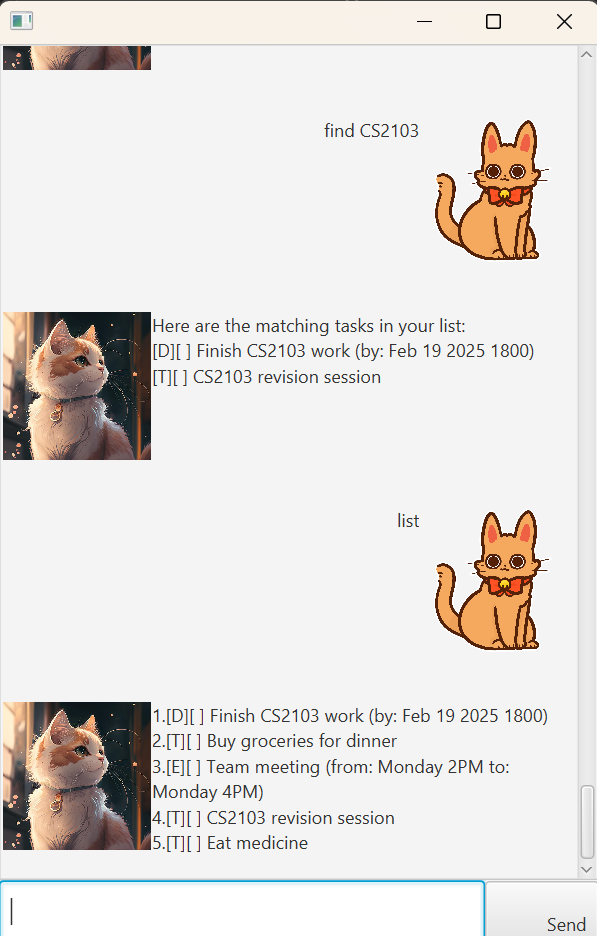 find CS2103
Here are the matching tasks in your list:
[D][ ] Finish CS2103 work (by: Feb 19 2025 1800)
[T][ ] CS2103 revision session
list
1.[D][ ] Finish CS2103 work (by: Feb 19 2025 1800)
2.[T][ ] Buy groceries for dinner
3.[E][ ] Team meeting (from: Monday 2PM to:
Monday 4PM)
4.[T][ ] CS2103 revision session
5.[T][ ] Eat medicine
Send